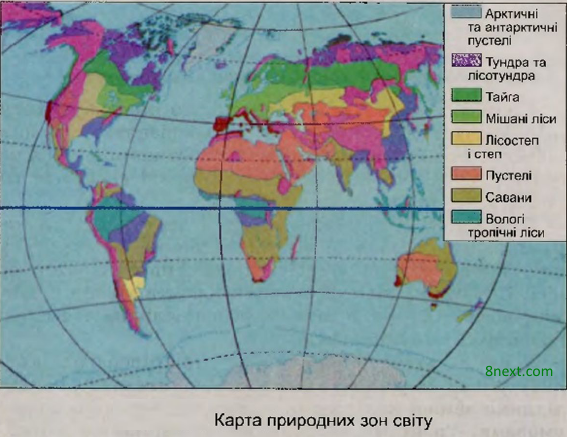 Арктичні
та антарктичні
пустелі
Тундра та
лісотундра
Тайга
Мішані ліси
Лісостеп
і степ
Пустелі
Савани
Вологі
тропічні ліси
8next.com
Карта природних зон світу